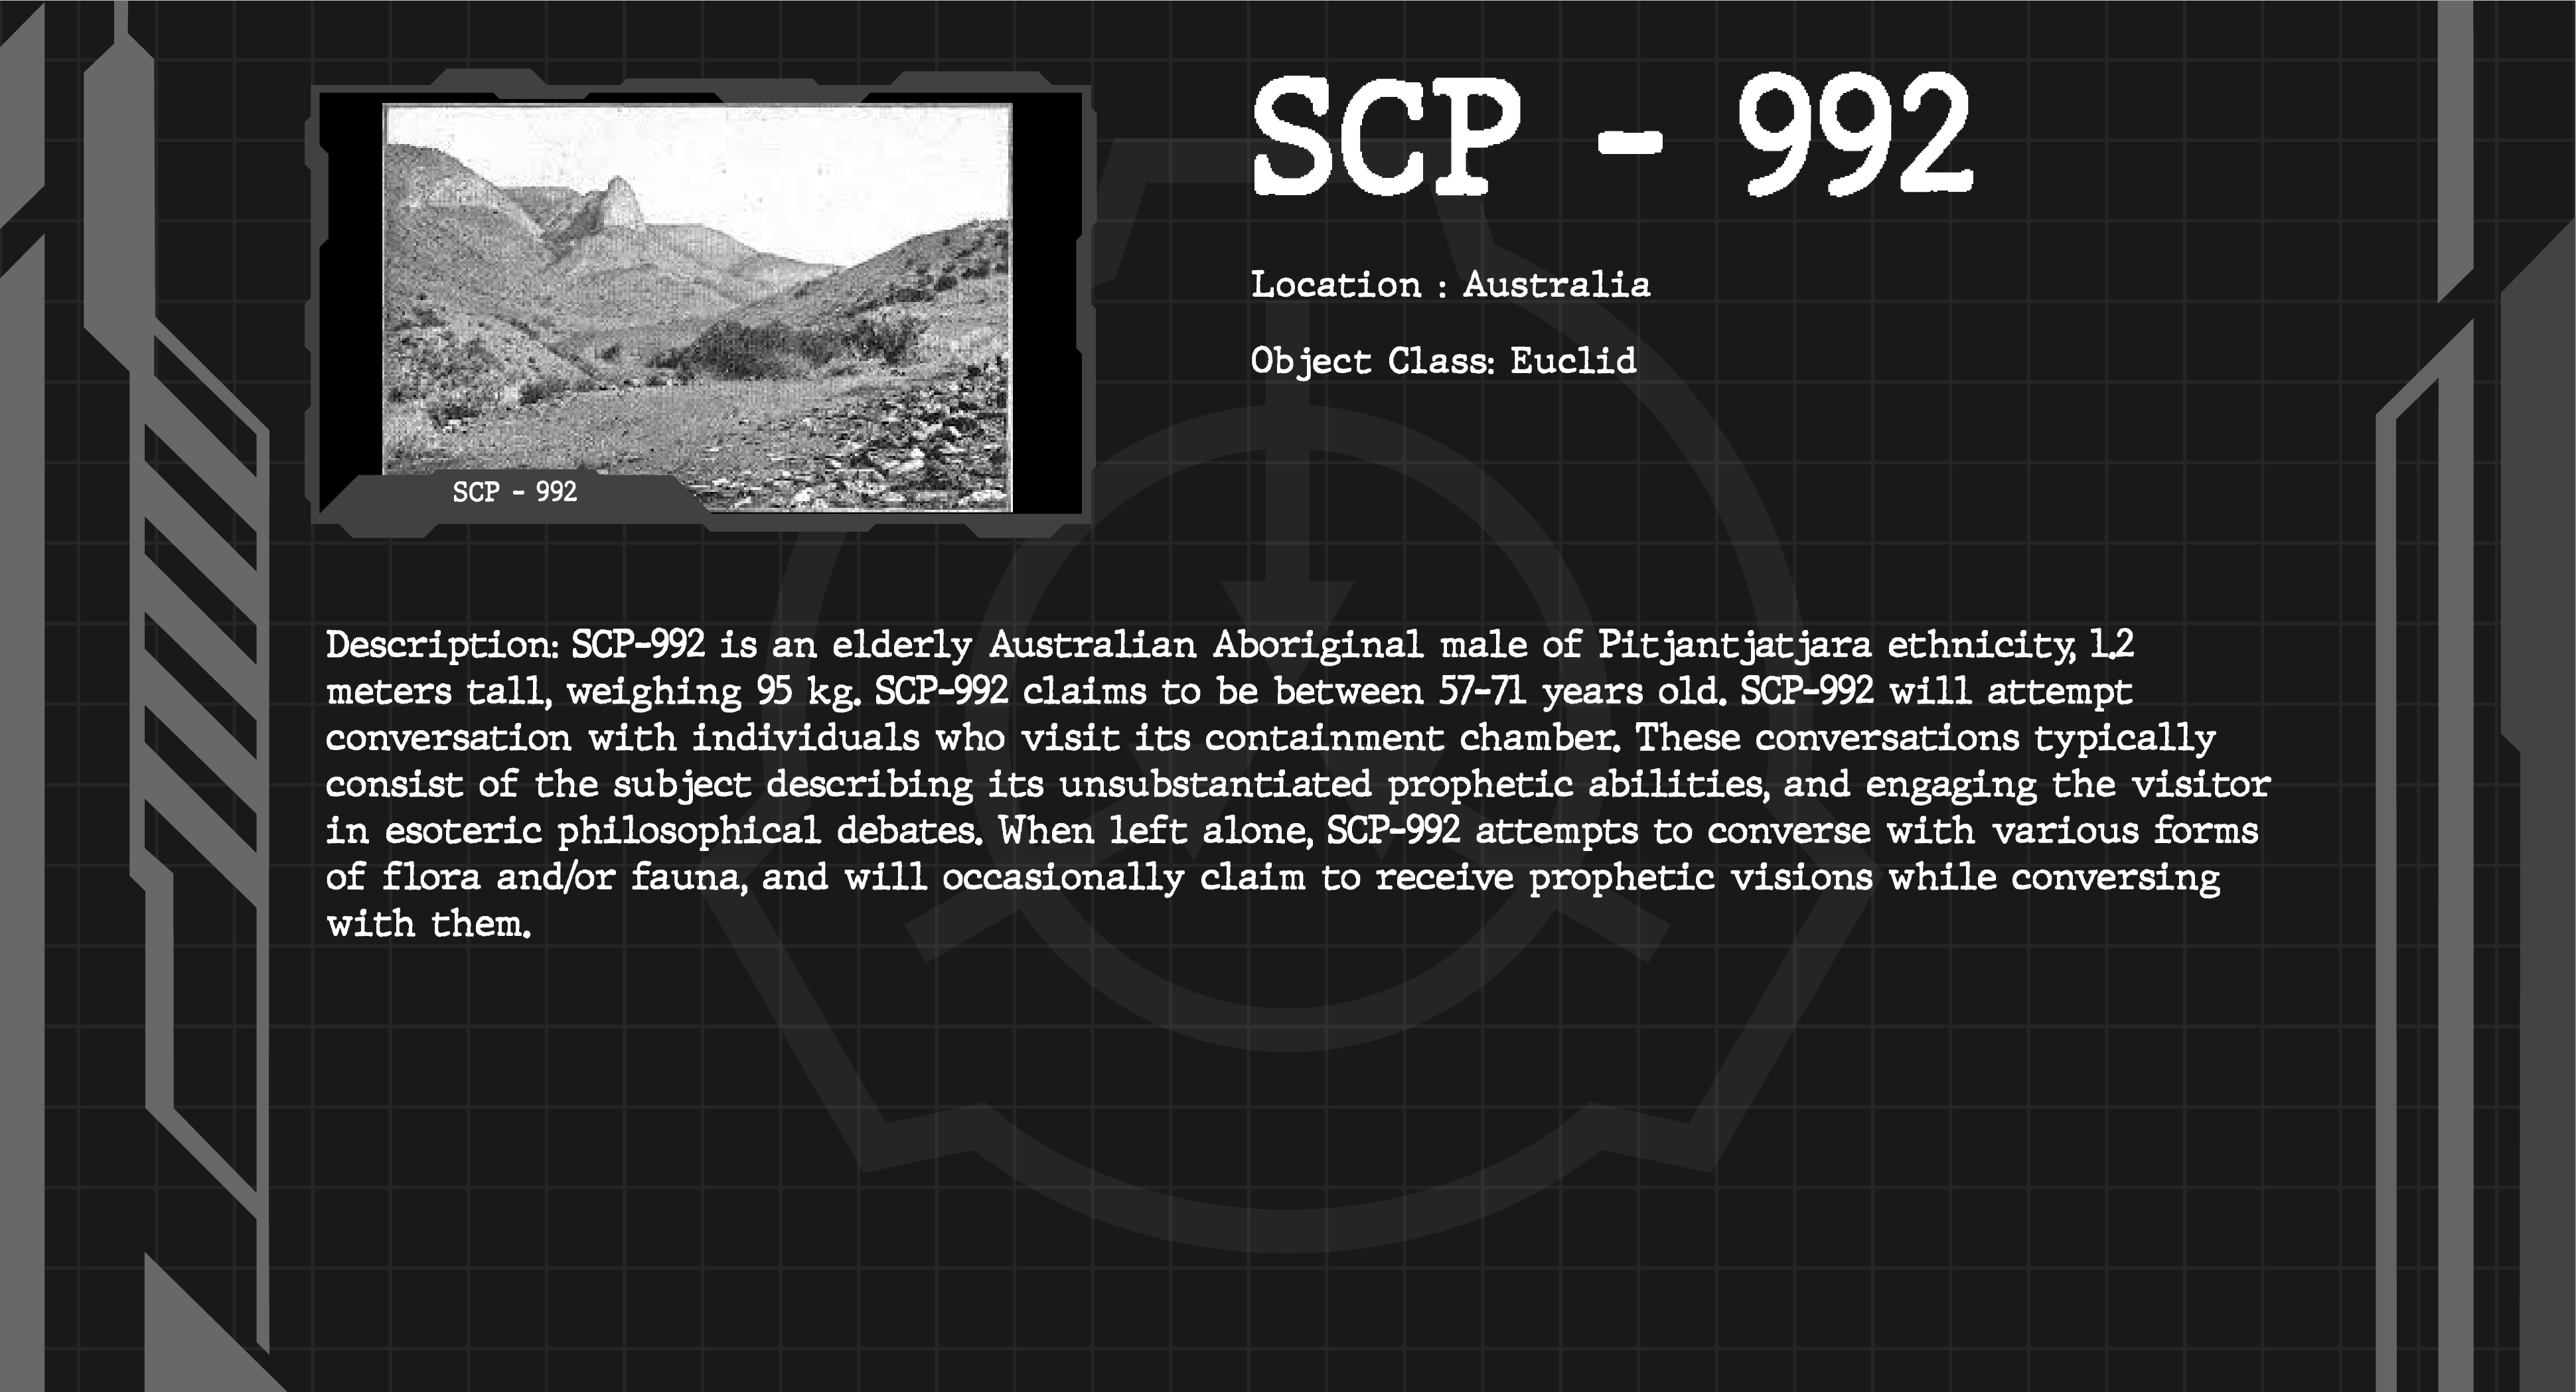 SCP - 992
Location : Australia
Object Class: Euclid
SCP - 992
Description: SCP-992 is an elderly Australian Aboriginal male of Pitjantjatjara ethnicity, 1.2
meters tall, weighing 95 kg. SCP-992 claims to be between 57-71 years old. SCP-992 will attempt
conversation with individuals who visit its containment chamber. These conversations typically
consist of the subject describing its unsubstantiated prophetic abilities, and engaging the visitor
in esoteric philosophical debates. When left alone, SCP-992 attempts to converse with various forms
of flora and/or fauna, and will occasionally claim to receive prophetic visions while conversing
with them.